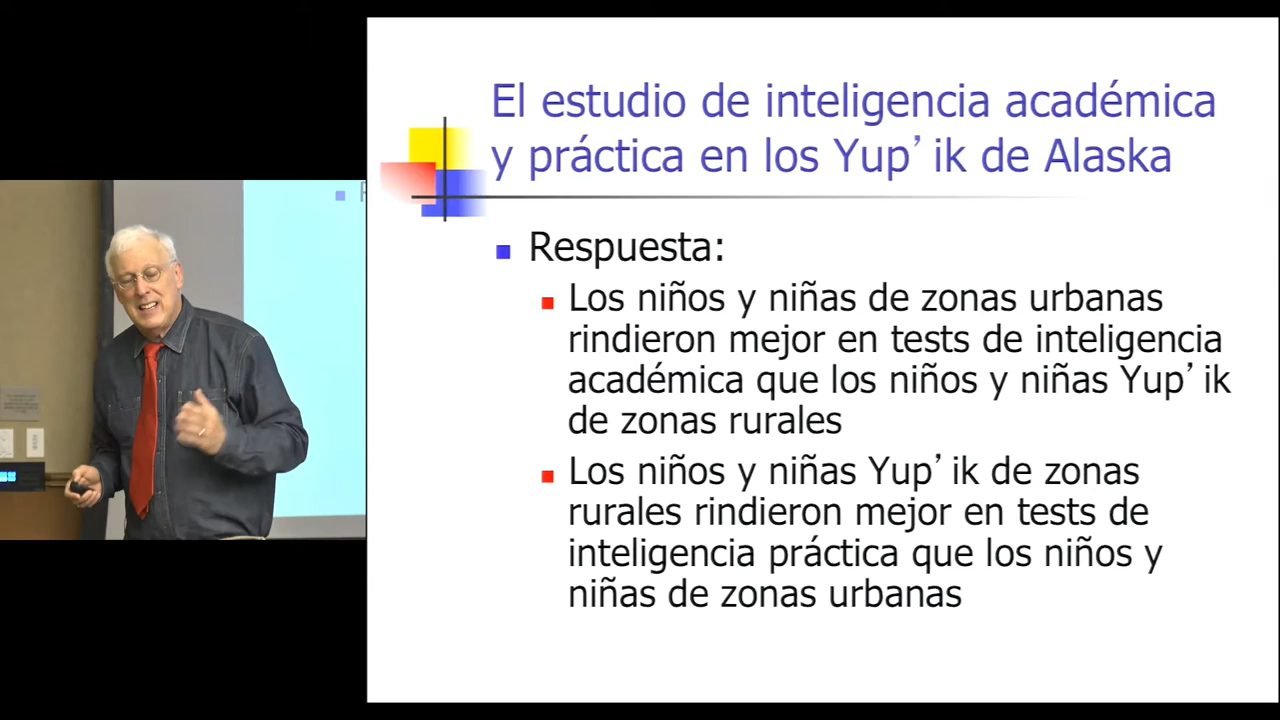 El estudio de inteligencia académica
y práctica en los Yup’ik de Alaska
Respuesta:
Los niños y niñas de zonas urbanas
rindieron mejor en tests de inteligencia
académica que los niños y niñas Yup’ik
de zonas rurales
Los niños y niñas Yup’ik de zonas
rurales rindieron mejor en tests de
inteligencia práctica que los niños y
niñas de zonas urbanas